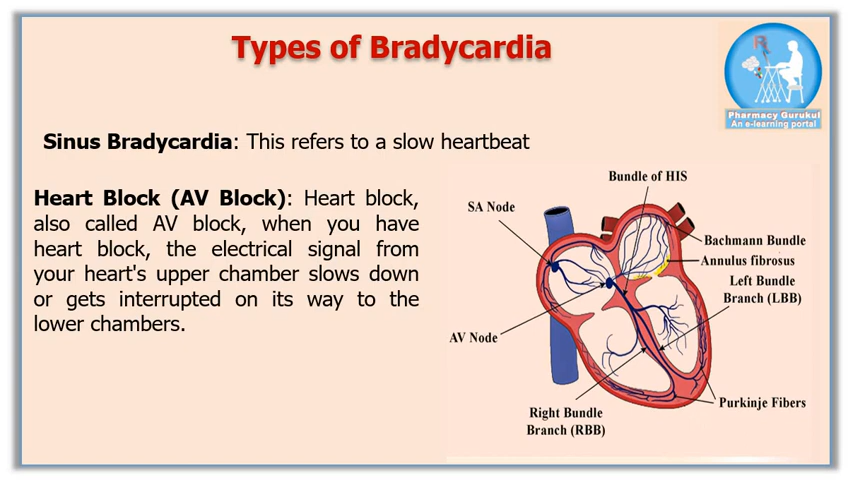 Types of Bradycardia
Pharmacy Gurukul
An e-learning portal
Sinus Bradycardia: This refers to a slow heartbeat
Heart Block (AV Block): Heart block,
also called AV block, when you have
heart block, the electrical signal from
your heart's upper chamber slows down
or gets interrupted on its way to the
lower chambers.
Bundle of HIS
SA Node
Bachmann Bundle
Annulus fibrosus
Left Bundle
Branch (LBB)
AV Node
Purkinje Fibers
Right Bundle
Branch (RBB)